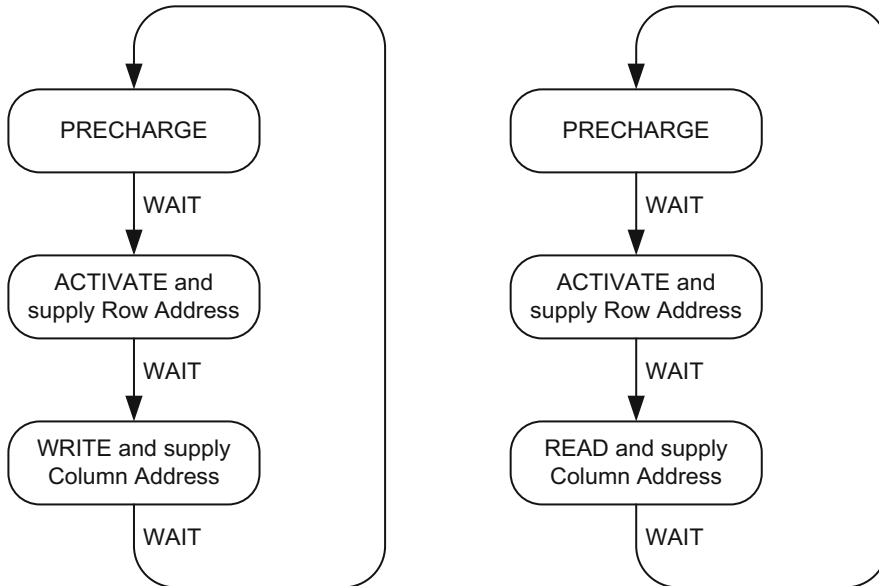 PRECHARGE
WAIT
ACTIVATE and
supply Row Address
WAIT
WRITE and supply
Column Address
WAIT
PRECHARGE
WAIT
ACTIVATE and
supply Row Address
WAIT
READ and supply
Column Address
WAIT